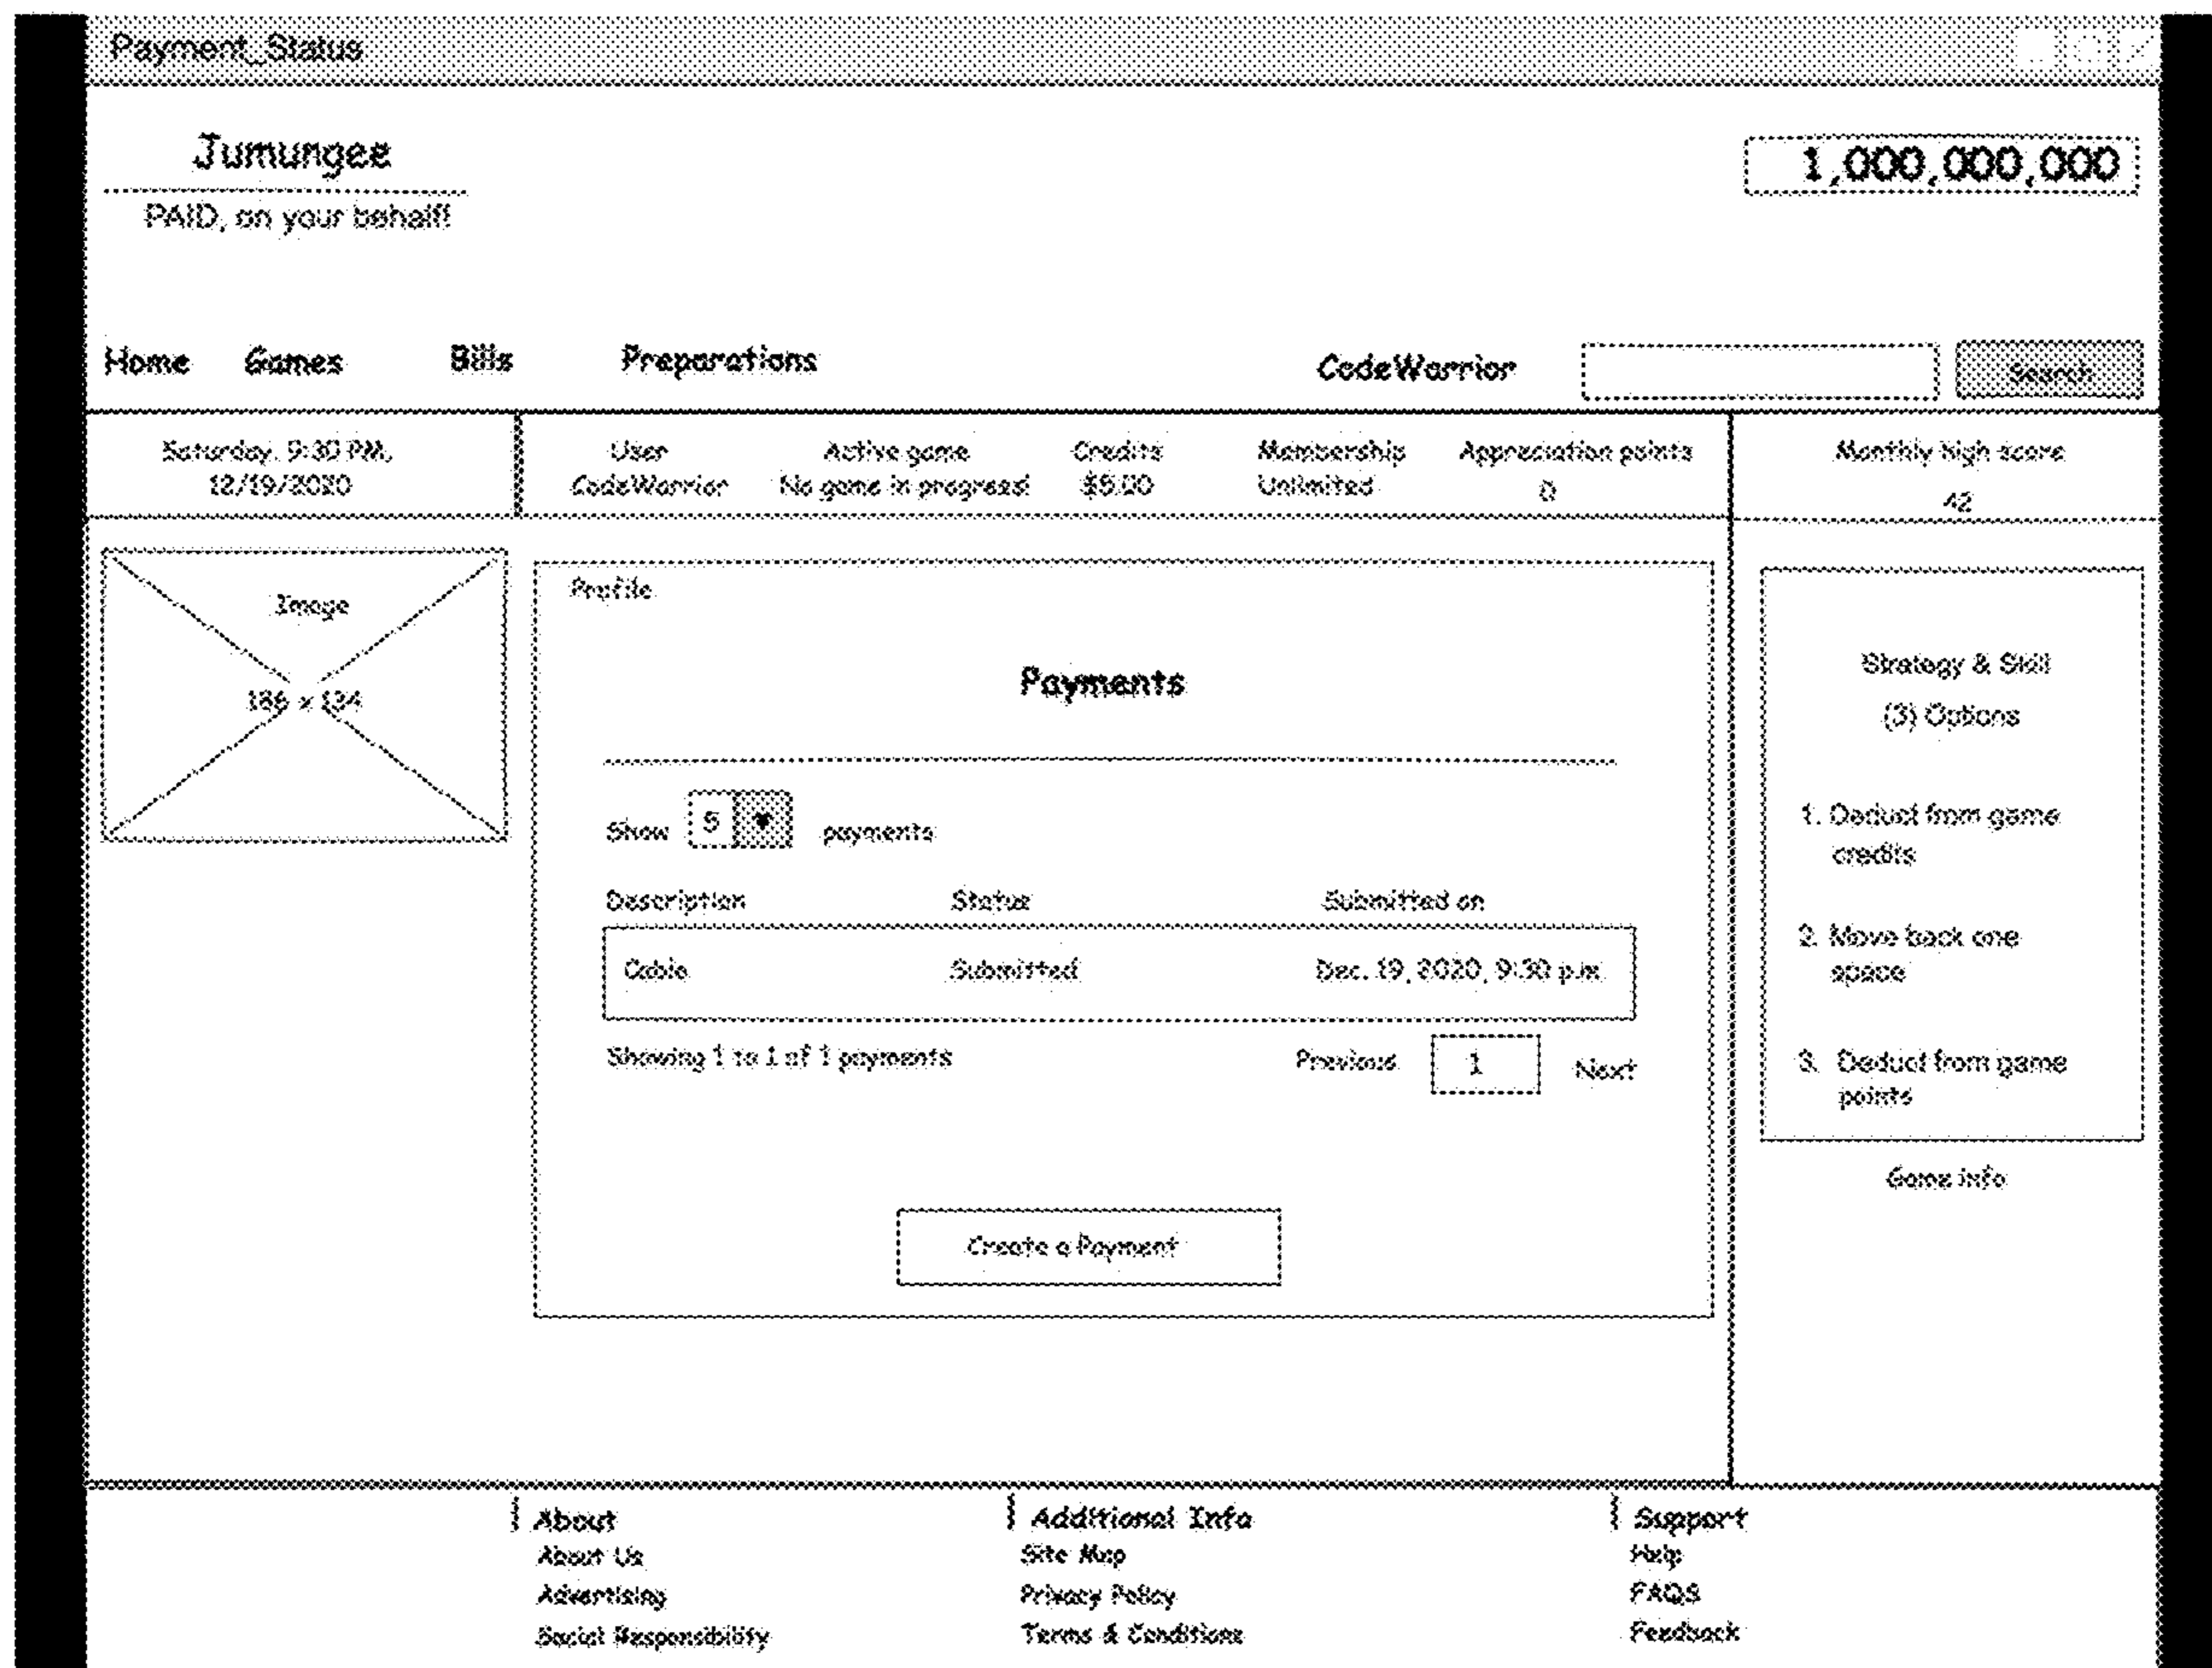 Payment_Status
Jumungee
1,000,000,000
PAID, on your behalf!
Home Games Bills Preparations CodeWarrior Search
Saturday, 9:30 PM,
12/19/2020
User Active game Credits Membership Appreciation points
CodeWarrior No game in progress! $5.00 Unlimited 0
Monthly high score
42
Image
186 x 134
Profile
Payments
Show 5 payments
Description Status Submitted on
Cable Submitted Dec. 19, 2020, 9:30 p.m.
Showing 1 to 1 of 1 payments Previous 1 Next
Create a Payment
Strategy & Skill
(3) Options
1. Deduct from game
credits
2. Move back one
space
3. Deduct from game
points
Game info
About Additional Info Support
About Us Site Map Help
Advertising Privacy Policy FAQS
Social Responsibility Terms & Conditions Feedback